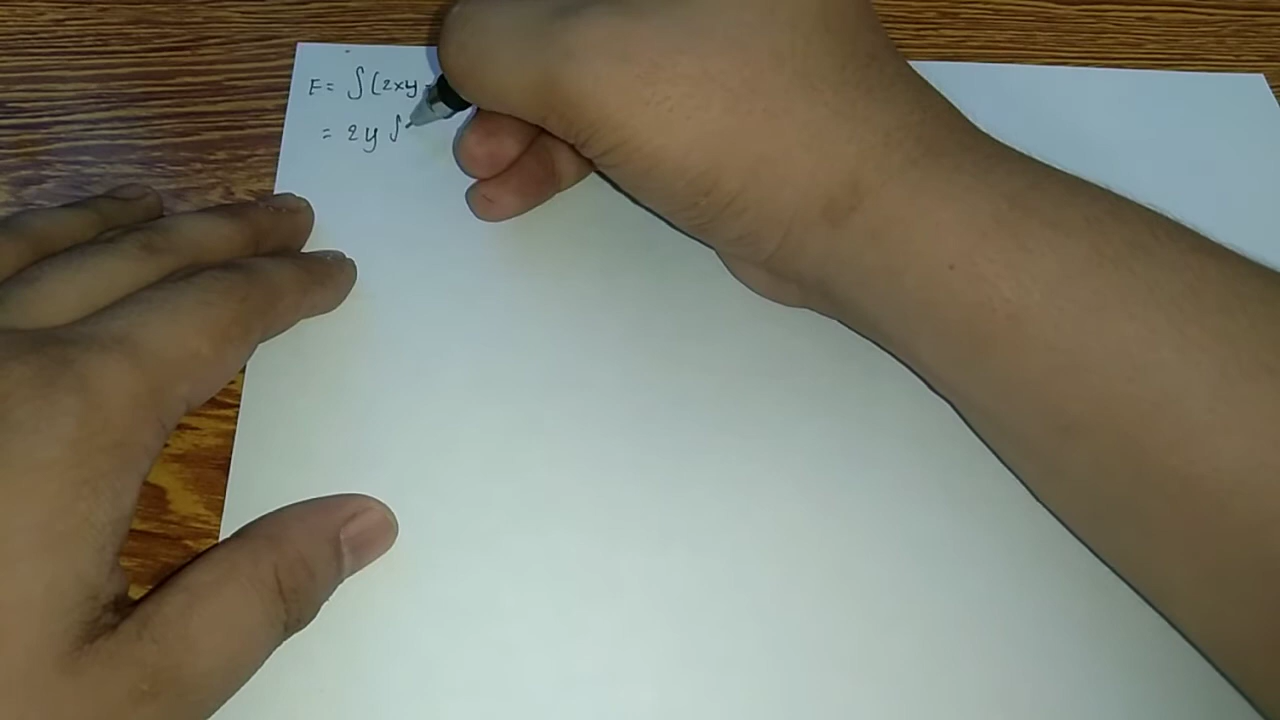 F = ∫ (2xy
= 2y ∫